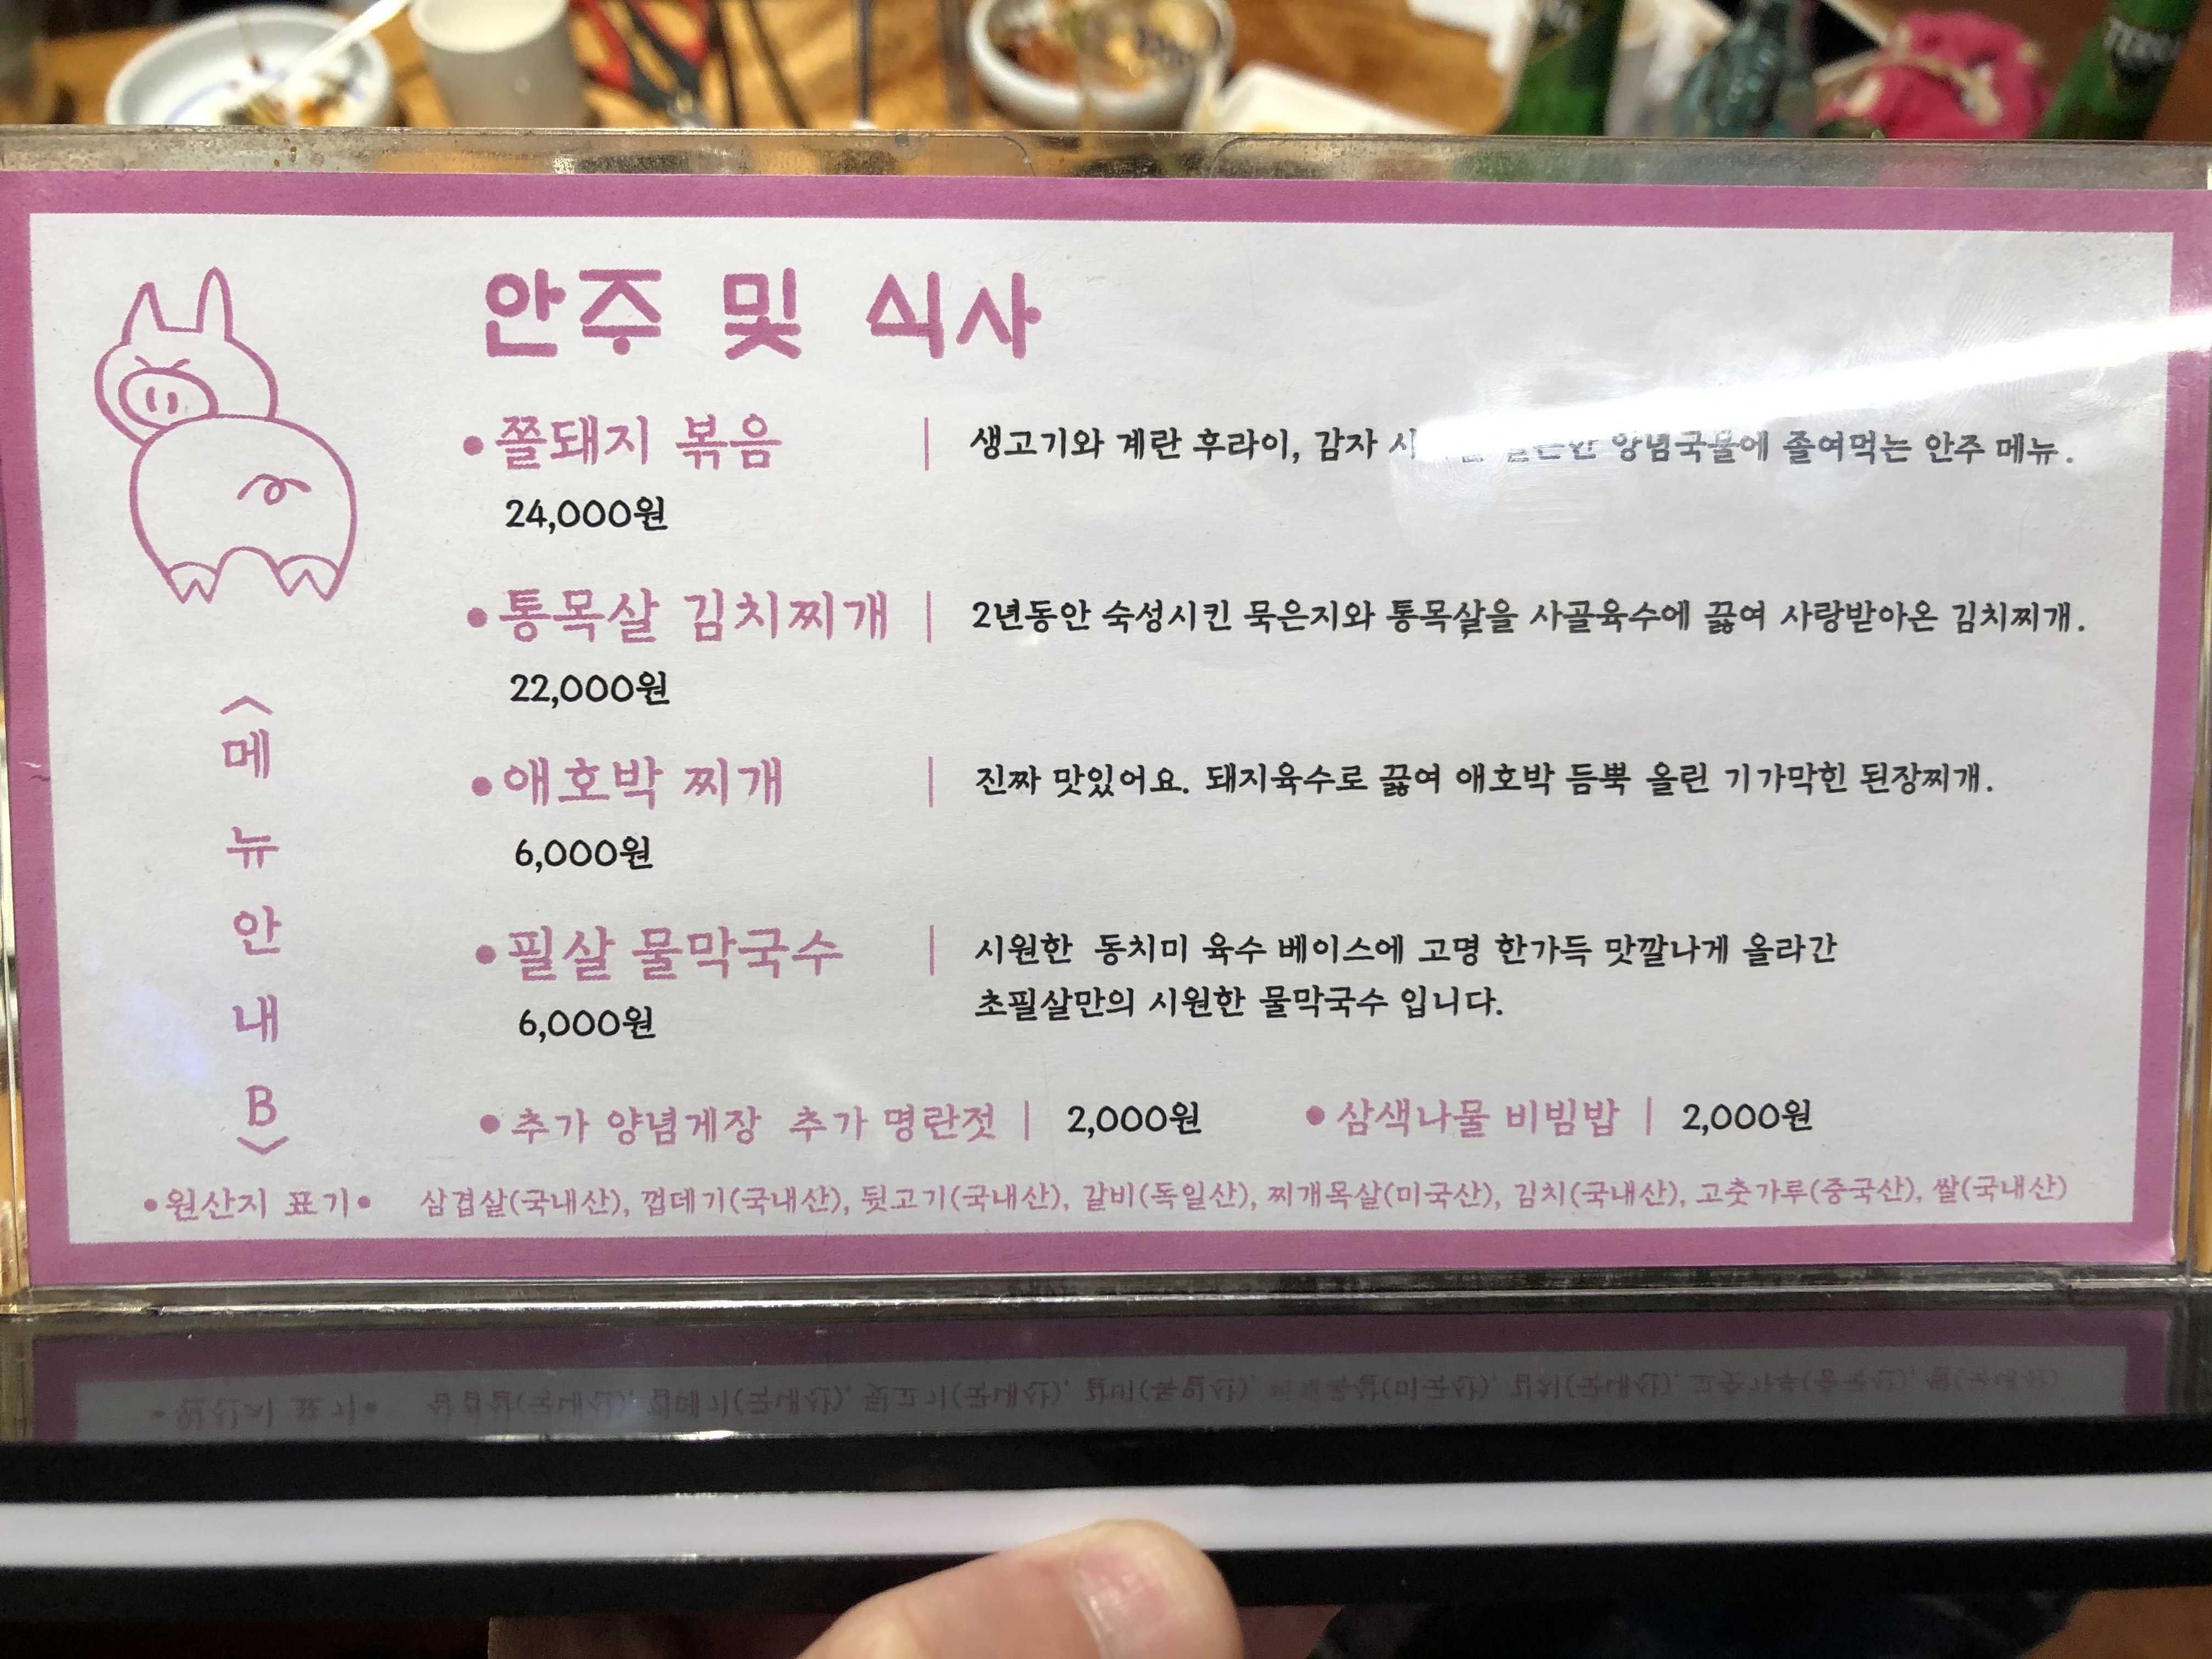 안주 및 식사
•쫄돼지 볶음 | 생고기와 계란 후라이, 감자 양념국물에 졸여먹는 안주 메뉴.
24,000원
•통목살 김치찌개 | 2년동안 숙성시킨 묵은지와 통목살을 사골육수에 끓여 사랑받아온 김치찌개.
22,000원
•애호박 찌개 | 진짜 맛있어요. 돼지육수로 끓여 애호박 듬뿍 올린 기가막힌 된장찌개.
6,000원
•필살 물막국수 | 시원한 동치미 육수 베이스에 고명 한가득 맛깔나게 올라간
초필살만의 시원한 물막국수 입니다.
6,000원
•추가 양념게장 추가 명란젓 | 2,000원 •삼색나물 비빔밥 | 2,000원
<메뉴안내B>
•원산지 표기• 삼겹살(국내산), 껍데기(국내산), 뒷고기(국내산), 갈비(독일산), 찌개목살(미국산), 김치(국내산), 고춧가루(중국산), 쌀(국내산)